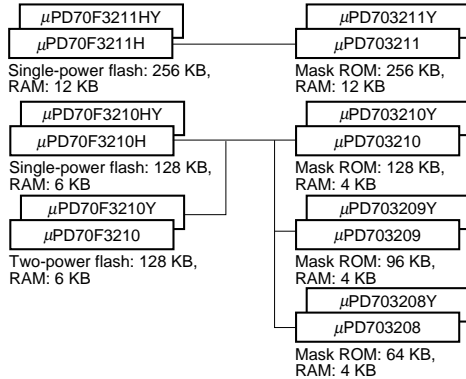 μPD70F3211HY
μPD70F3211H
Single-power flash: 256 KB,
RAM: 12 KB
μPD703211Y
μPD703211
Mask ROM: 256 KB,
RAM: 12 KB
μPD70F3210HY
μPD70F3210H
Single-power flash: 128 KB,
RAM: 6 KB
μPD703210Y
μPD703210
Mask ROM: 128 KB,
RAM: 4 KB
μPD70F3210Y
μPD70F3210
Two-power flash: 128 KB,
RAM: 6 KB
μPD703209Y
μPD703209
Mask ROM: 96 KB,
RAM: 4 KB
μPD703208Y
μPD703208
Mask ROM: 64 KB,
RAM: 4 KB